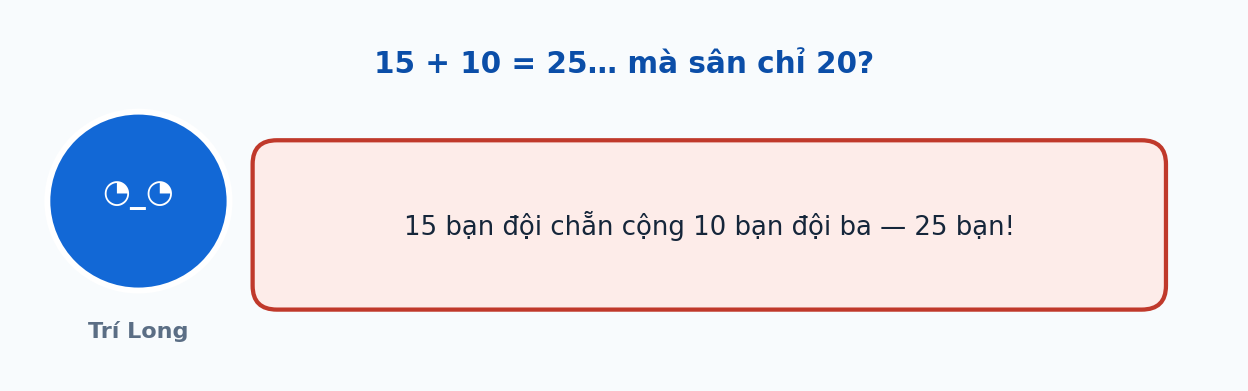 15 + 10 = 25… mà sân chỉ 20?
◔_◔
15 bạn đội chẵn cộng 10 bạn đội ba — 25 bạn!
Trí Long